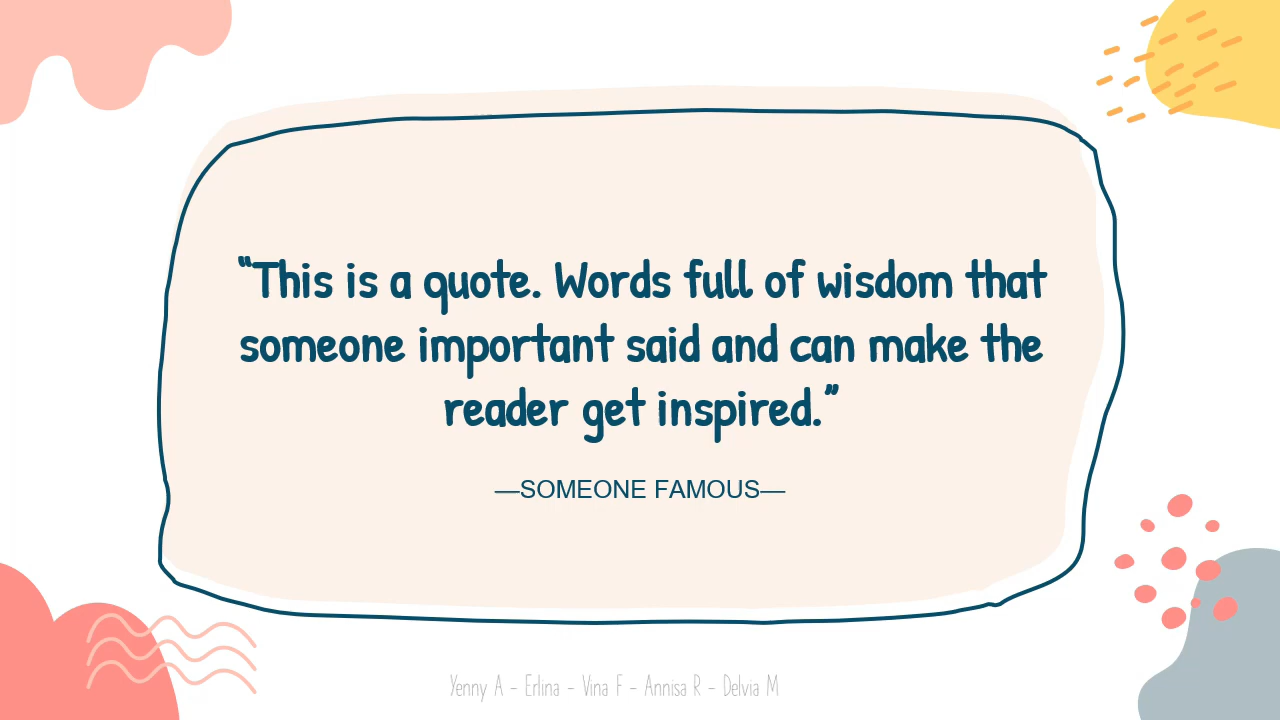 “This is a quote. Words full of wisdom that
someone important said and can make the
reader get inspired.”
—SOMEONE FAMOUS—
Yenny A - Erlina - Vina F - Annisa R - Delvia M